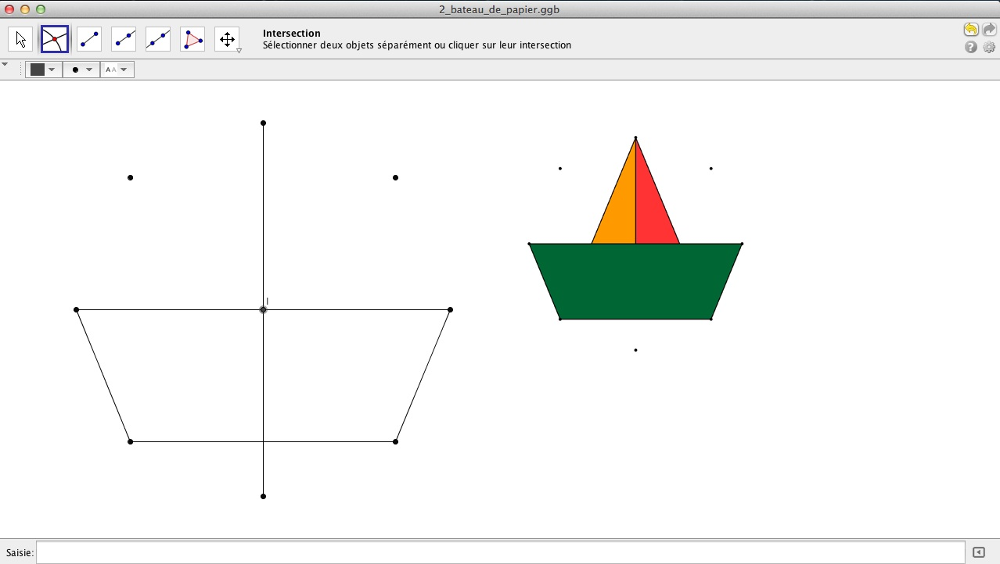 2_bateau_de_papier.ggb
Intersection
Sélectionner deux objets séparément ou cliquer sur leur intersection
A A
I
Saisie: